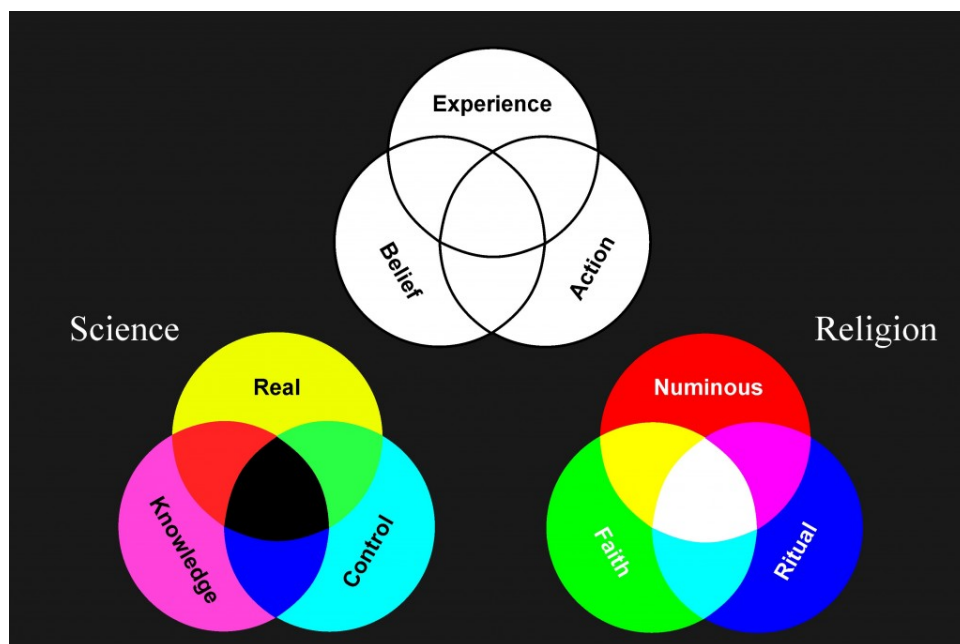 Experience
Belief
Action
Science
Religion
Real
Knowledge
Control
Numinous
Faith
Ritual